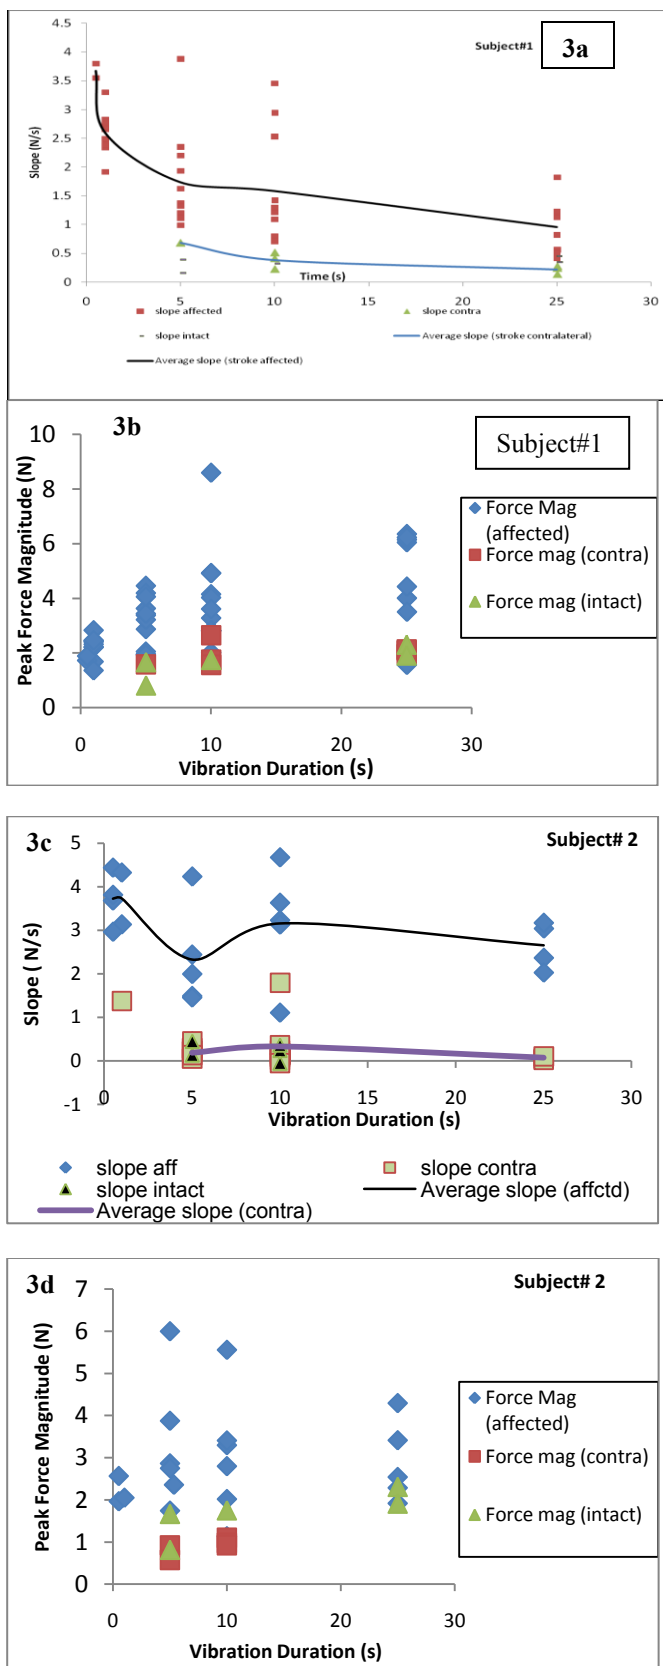 4.5
4
3.5
3
2.5
2
1.5
1
0.5
0
Slope (N/s)
Subject#1
3a
Time (s)
0 5 10 15 20 25 30
slope affected
slope contra
slope intact
Average slope (stroke contralateral)
Average slope (stroke affected)
3b
Subject#1
10
8
6
4
2
0
Peak Force Magnitude (N)
0 10 20 30
Vibration Duration (s)
Force Mag
(affected)
Force mag (contra)
Force mag (intact)
3c
Subject# 2
5
4
3
2
1
0
-1
Slope ( N/s)
0 5 10 15 20 25 30
Vibration Duration (s)
slope aff
slope contra
slope intact
Average slope (affctd)
Average slope (contra)
3d
Subject# 2
7
6
5
4
3
2
1
0
Peak Force Magnitude (N)
0 10 20 30
Vibration Duration (s)
Force Mag
(affected)
Force mag (contra)
Force mag (intact)